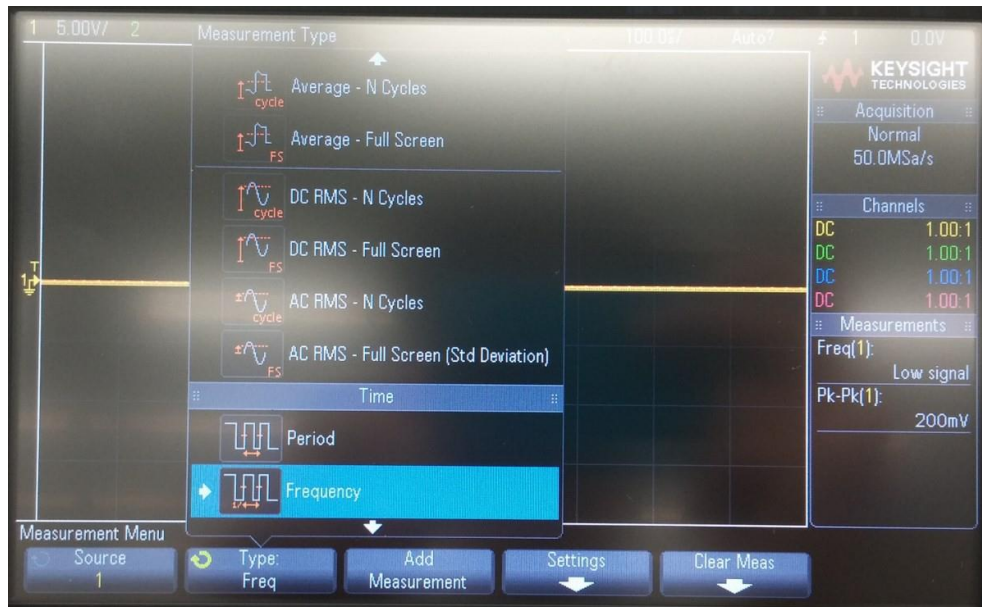 1 5.00V/ 2 100.0s/ Auto? 1 0.0V
Measurement Type
cycle Average - N Cycles
FS Average - Full Screen
cycle DC RMS - N Cycles
FS DC RMS - Full Screen
cycle AC RMS - N Cycles
FS AC RMS - Full Screen (Std Deviation)
Time
Period
1/ Frequency
T
1
KEYSIGHT
TECHNOLOGIES
Acquisition
Normal
50.0MSa/s
Channels
DC 1.00:1
DC 1.00:1
DC 1.00:1
DC 1.00:1
Measurements
Freq(1):
Low signal
Pk-Pk(1):
200mV
Measurement Menu
Source
1
Type:
Freq
Add
Measurement
Settings
Clear Meas